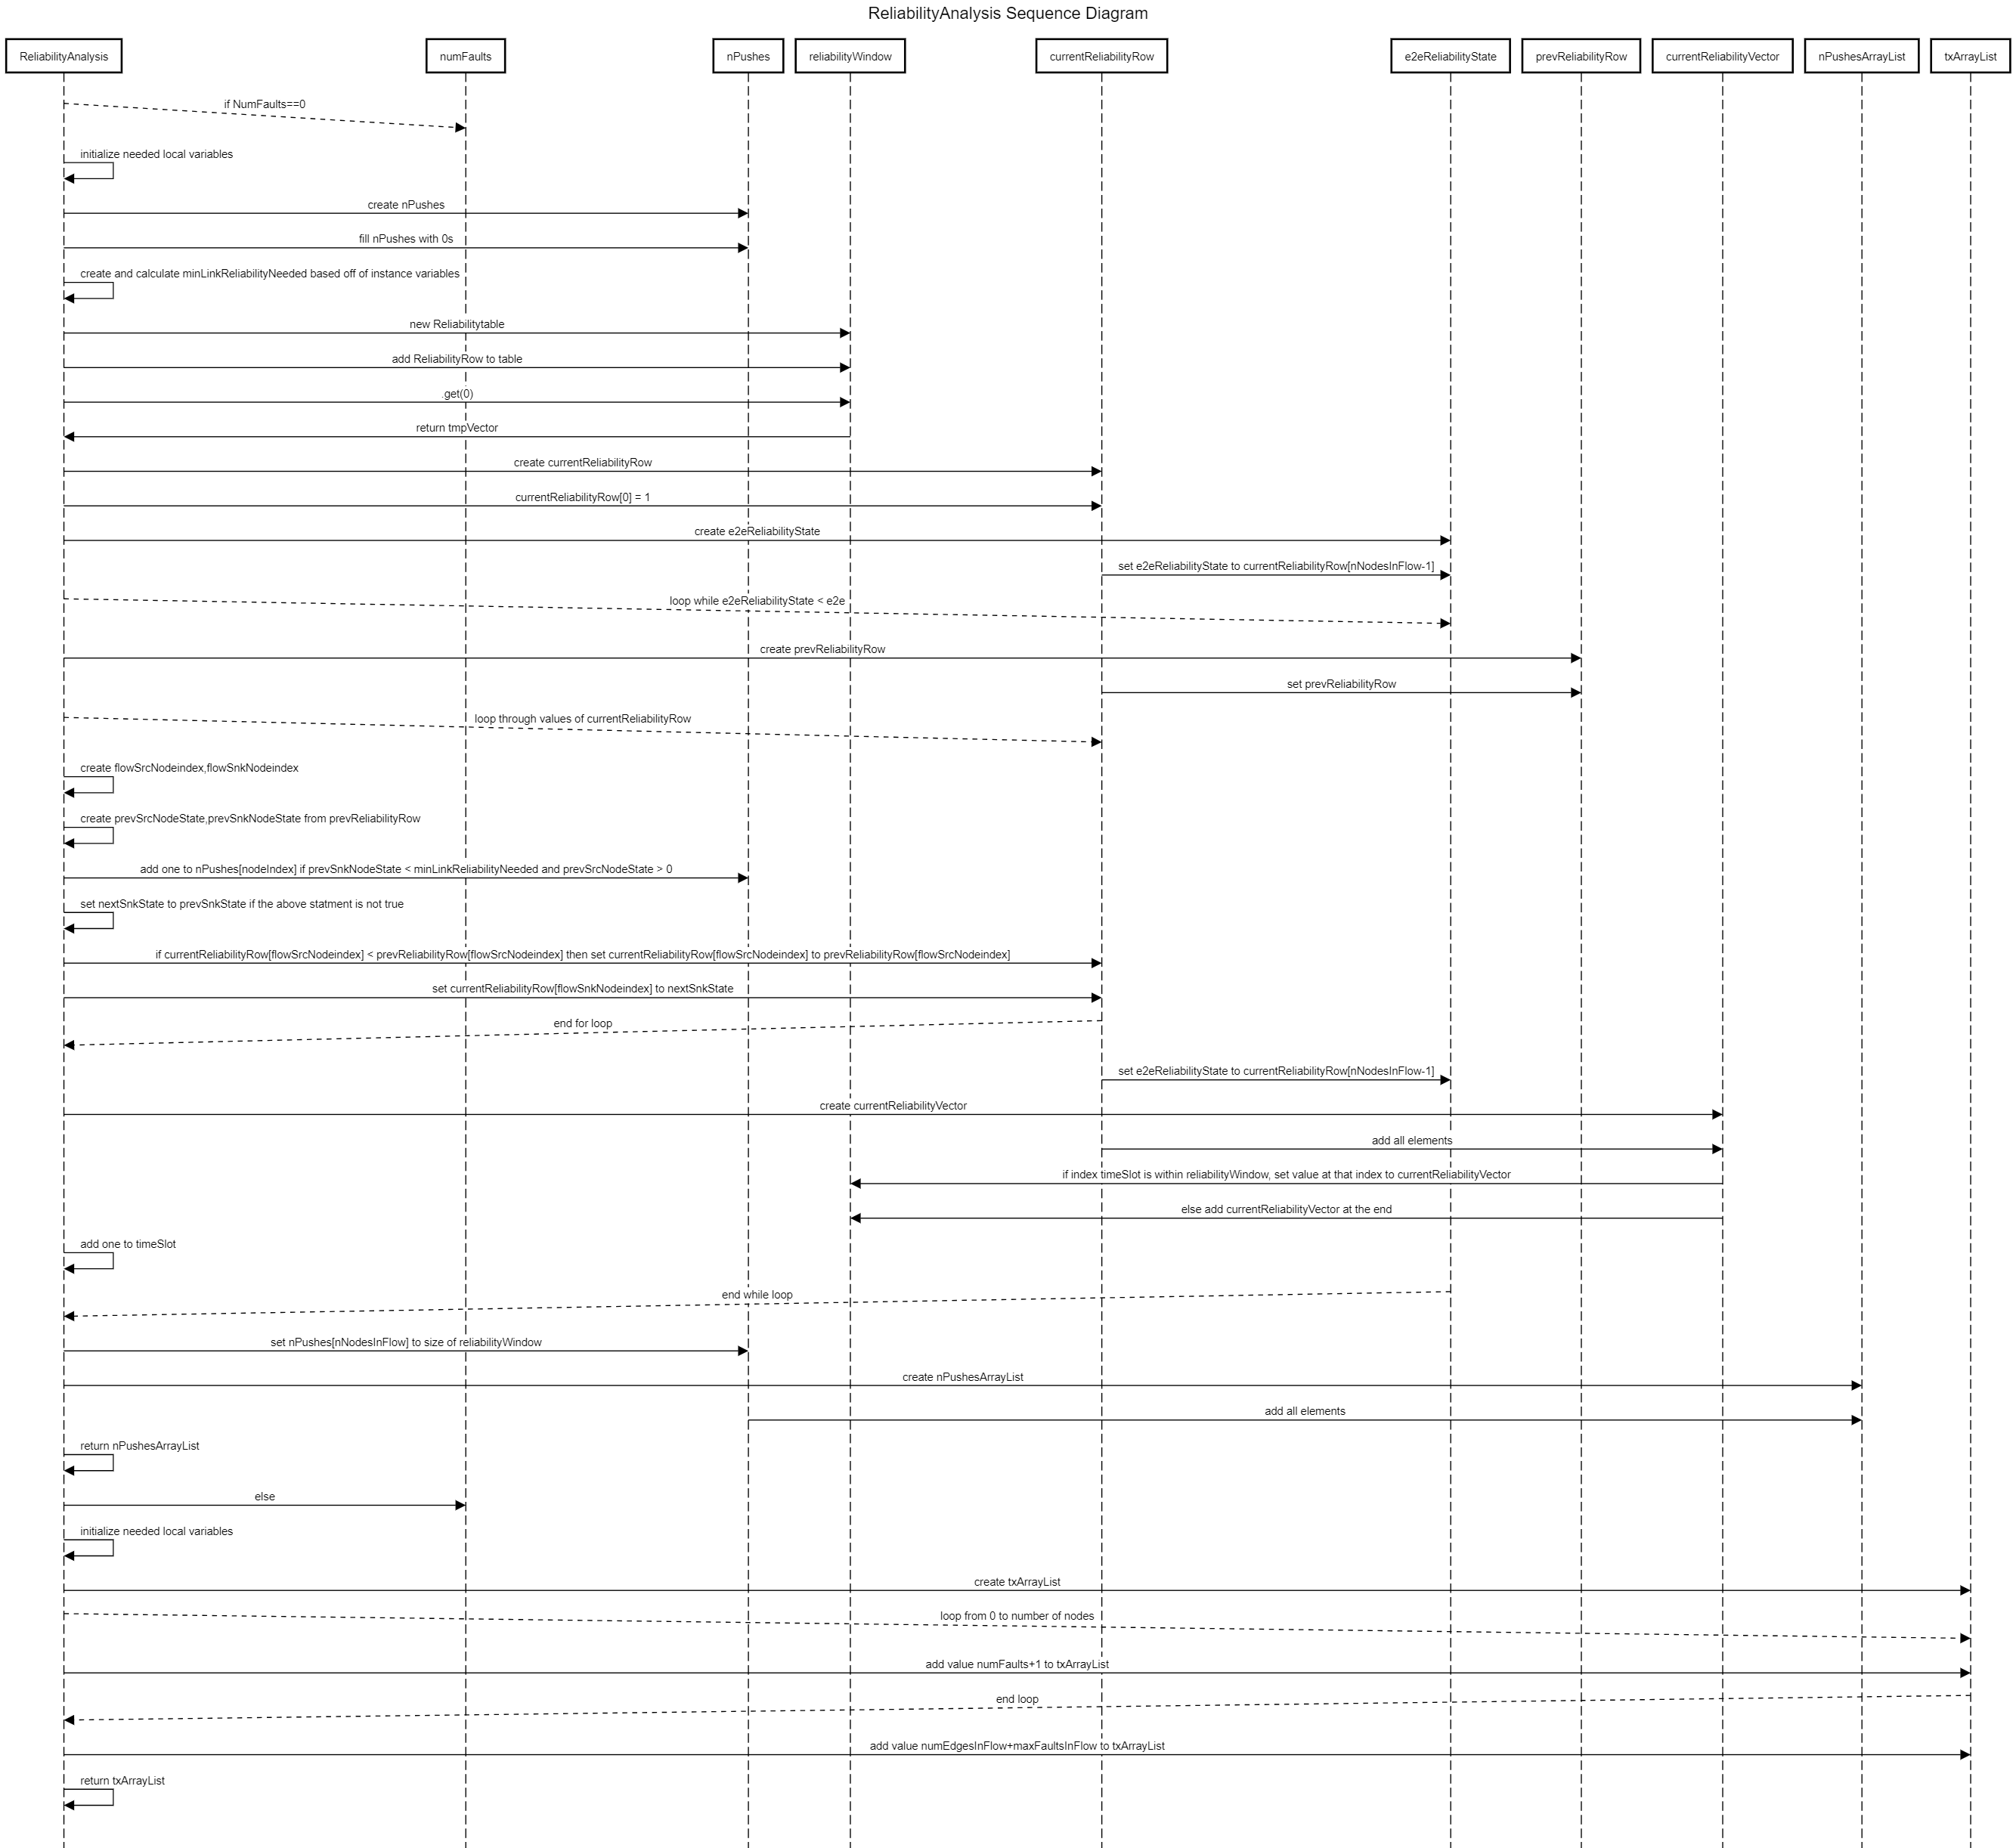 ReliabilityAnalysis Sequence Diagram
ReliabilityAnalysis
numFaults
nPushes
reliabilityWindow
currentReliabilityRow
e2eReliabilityState
prevReliabilityRow
currentReliabilityVector
nPushesArrayList
txArrayList
if NumFaults==0
initialize needed local variables
create nPushes
fill nPushes with 0s
create and calculate minLinkReliabilityNeeded based off of instance variables
new Reliabilitytable
add ReliabilityRow to table
.get(0)
return tmpVector
create currentReliabilityRow
currentReliabilityRow[0] = 1
create e2eReliabilityState
set e2eReliabilityState to currentReliabilityRow[nNodesInFlow-1]
loop while e2eReliabilityState < e2e
create prevReliabilityRow
set prevReliabilityRow
loop through values of currentReliabilityRow
create flowSrcNodeindex,flowSnkNodeindex
create prevSrcNodeState,prevSnkNodeState from prevReliabilityRow
add one to nPushes[nodeIndex] if prevSnkNodeState < minLinkReliabilityNeeded and prevSrcNodeState > 0
set nextSnkState to prevSnkState if the above statment is not true
if currentReliabilityRow[flowSrcNodeindex] < prevReliabilityRow[flowSrcNodeindex] then set currentReliabilityRow[flowSrcNodeindex] to prevReliabilityRow[flowSrcNodeindex]
set currentReliabilityRow[flowSnkNodeindex] to nextSnkState
end for loop
set e2eReliabilityState to currentReliabilityRow[nNodesInFlow-1]
create currentReliabilityVector
add all elements
if index timeSlot is within reliabilityWindow, set value at that index to currentReliabilityVector
else add currentReliabilityVector at the end
add one to timeSlot
end while loop
set nPushes[nNodesInFlow] to size of reliabilityWindow
create nPushesArrayList
add all elements
return nPushesArrayList
else
initialize needed local variables
create txArrayList
loop from 0 to number of nodes
add value numFaults+1 to txArrayList
end loop
add value numEdgesInFlow+maxFaultsInFlow to txArrayList
return txArrayList